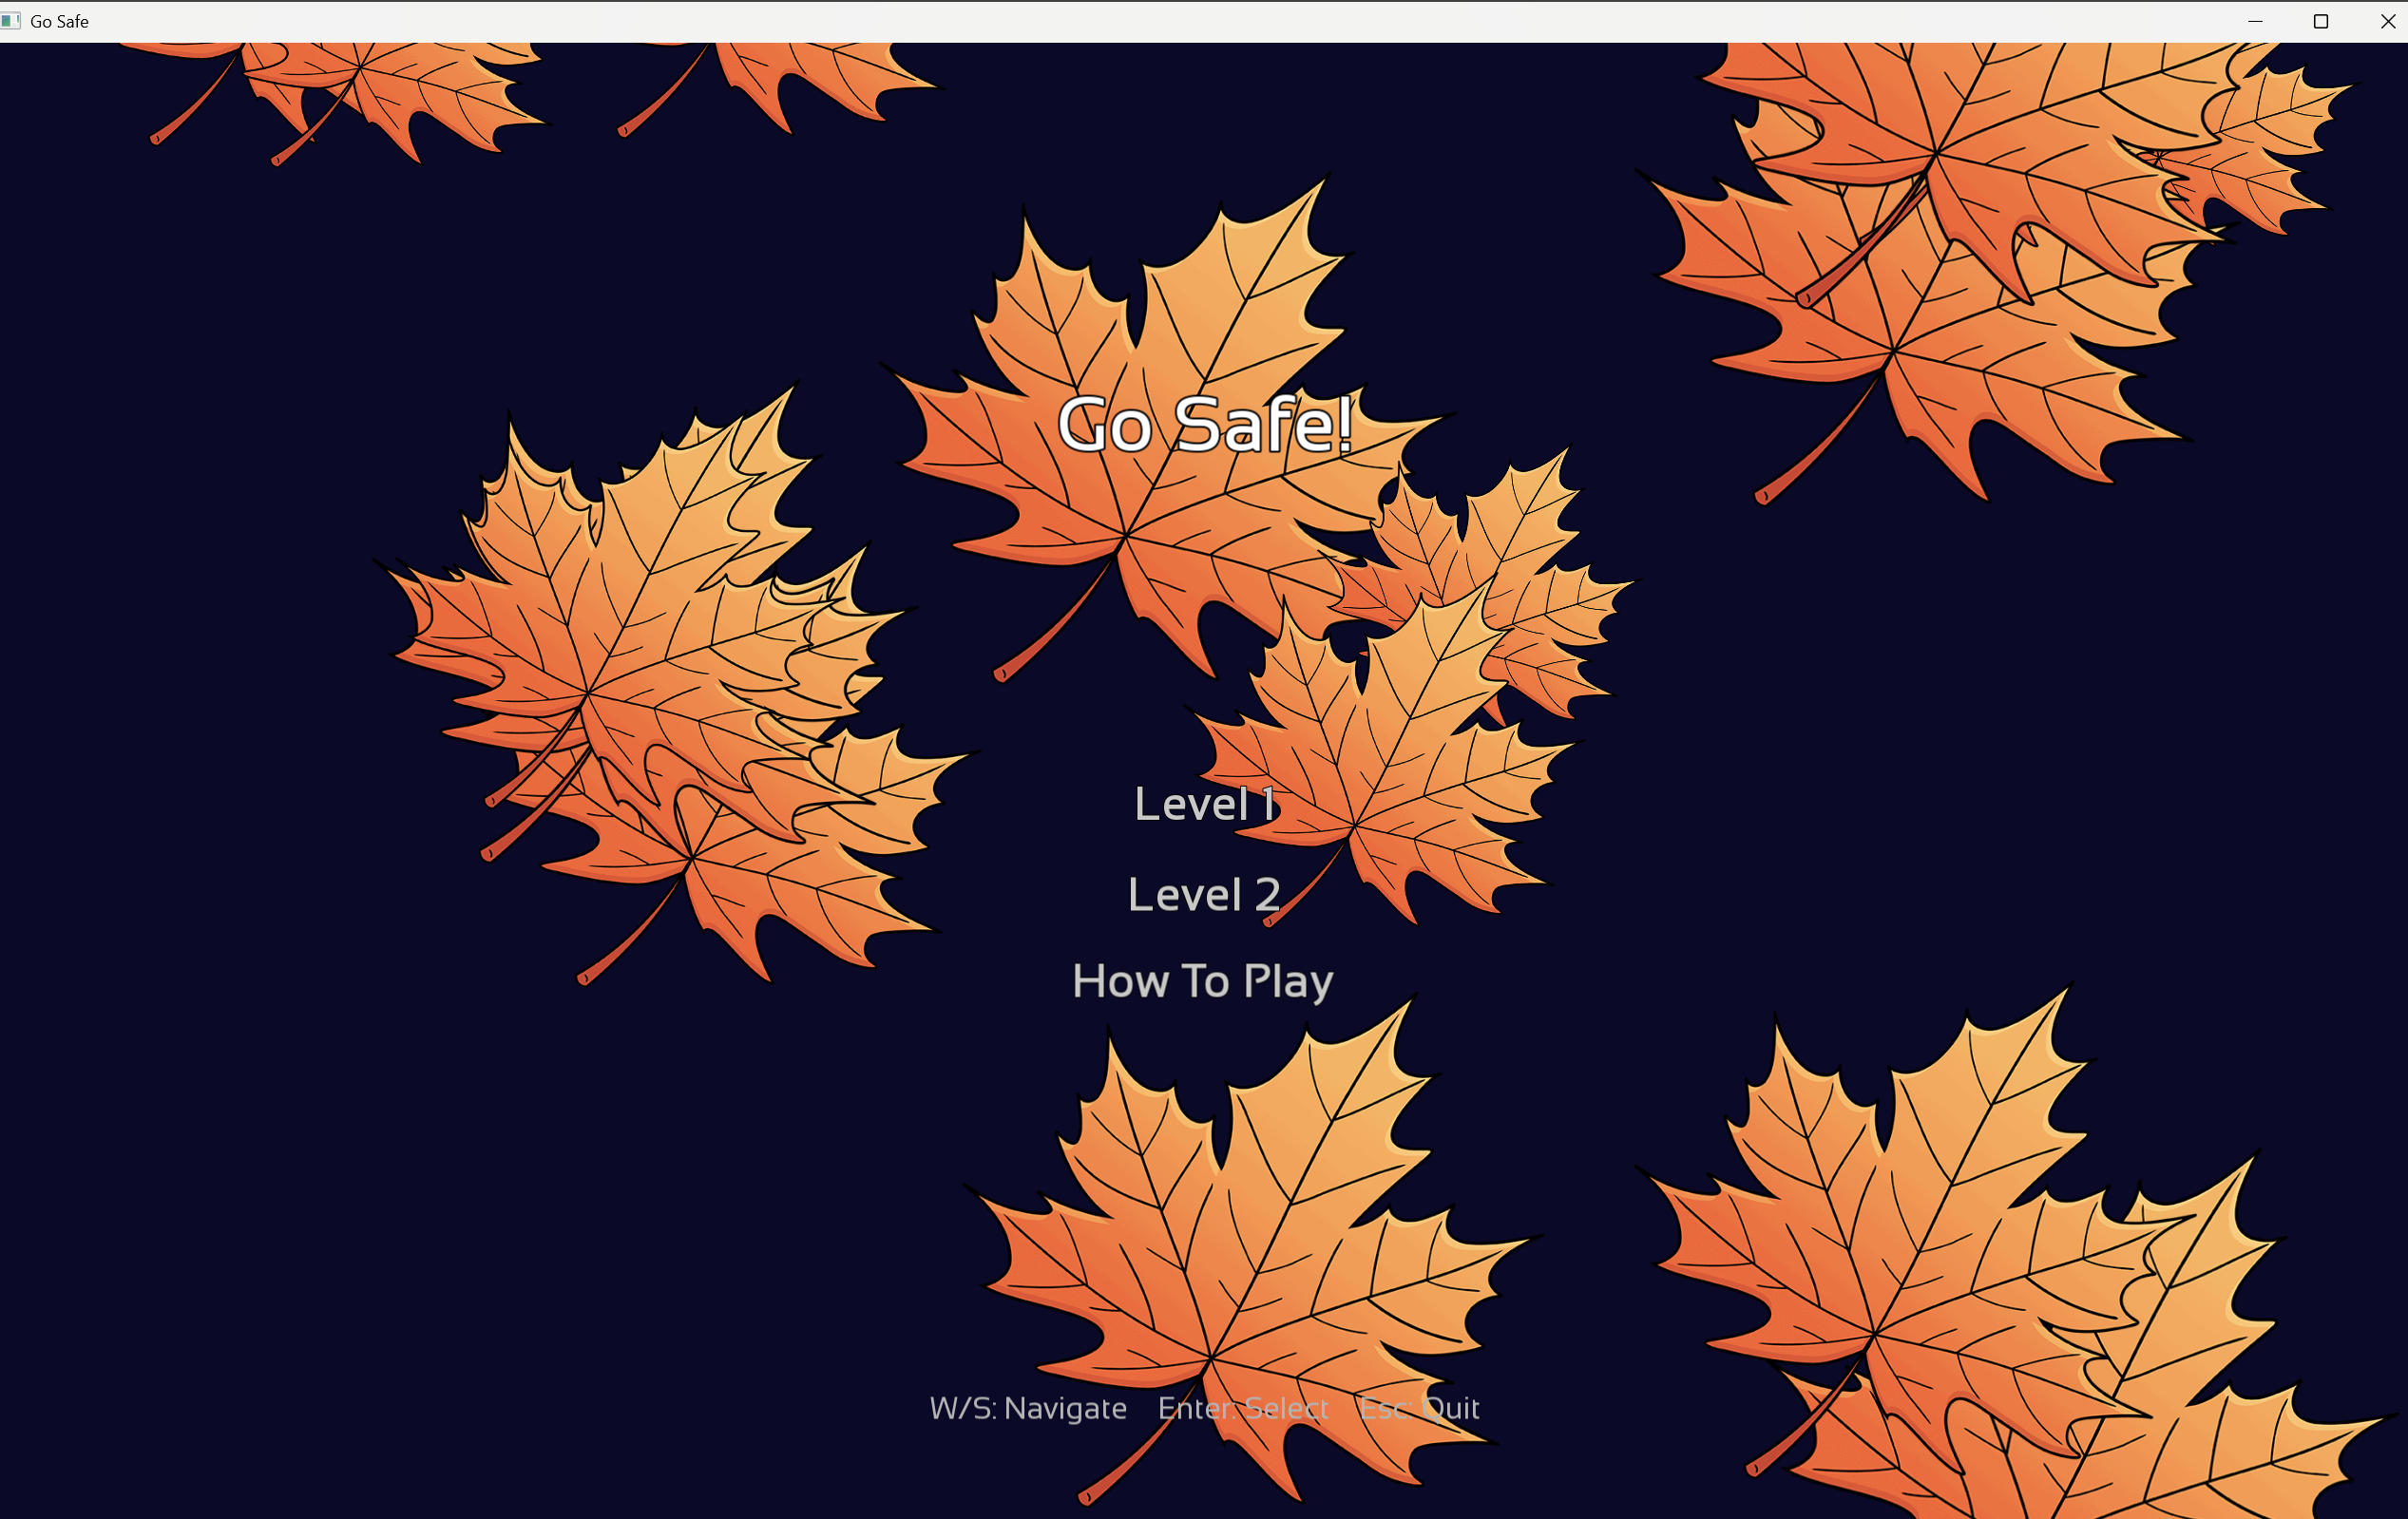 Go Safe
Go Safe!
Level 1
Level 2
How To Play
W/S: Navigate Enter: Select Esc: Quit